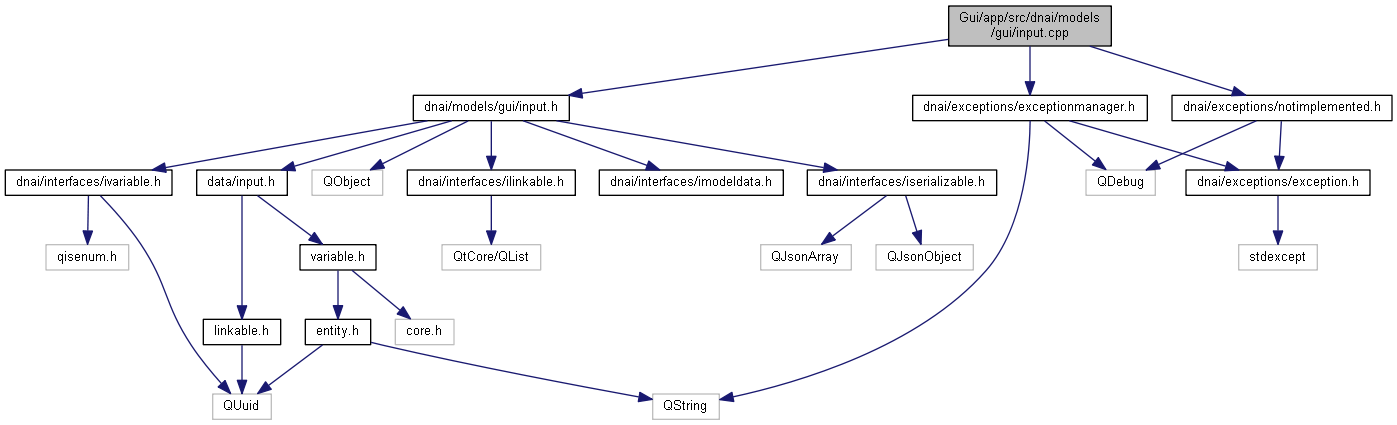 Gui/app/src/dnai/models
/gui/input.cpp
dnai/models/gui/input.h
dnai/exceptions/exceptionmanager.h
dnai/exceptions/notimplemented.h
dnai/interfaces/ivariable.h
data/input.h
QObject
dnai/interfaces/ilinkable.h
dnai/interfaces/imodeldata.h
dnai/interfaces/iserializable.h
QDebug
dnai/exceptions/exception.h
qisenum.h
variable.h
QtCore/QList
QJsonArray
QJsonObject
stdexcept
linkable.h
entity.h
core.h
QUuid
QString